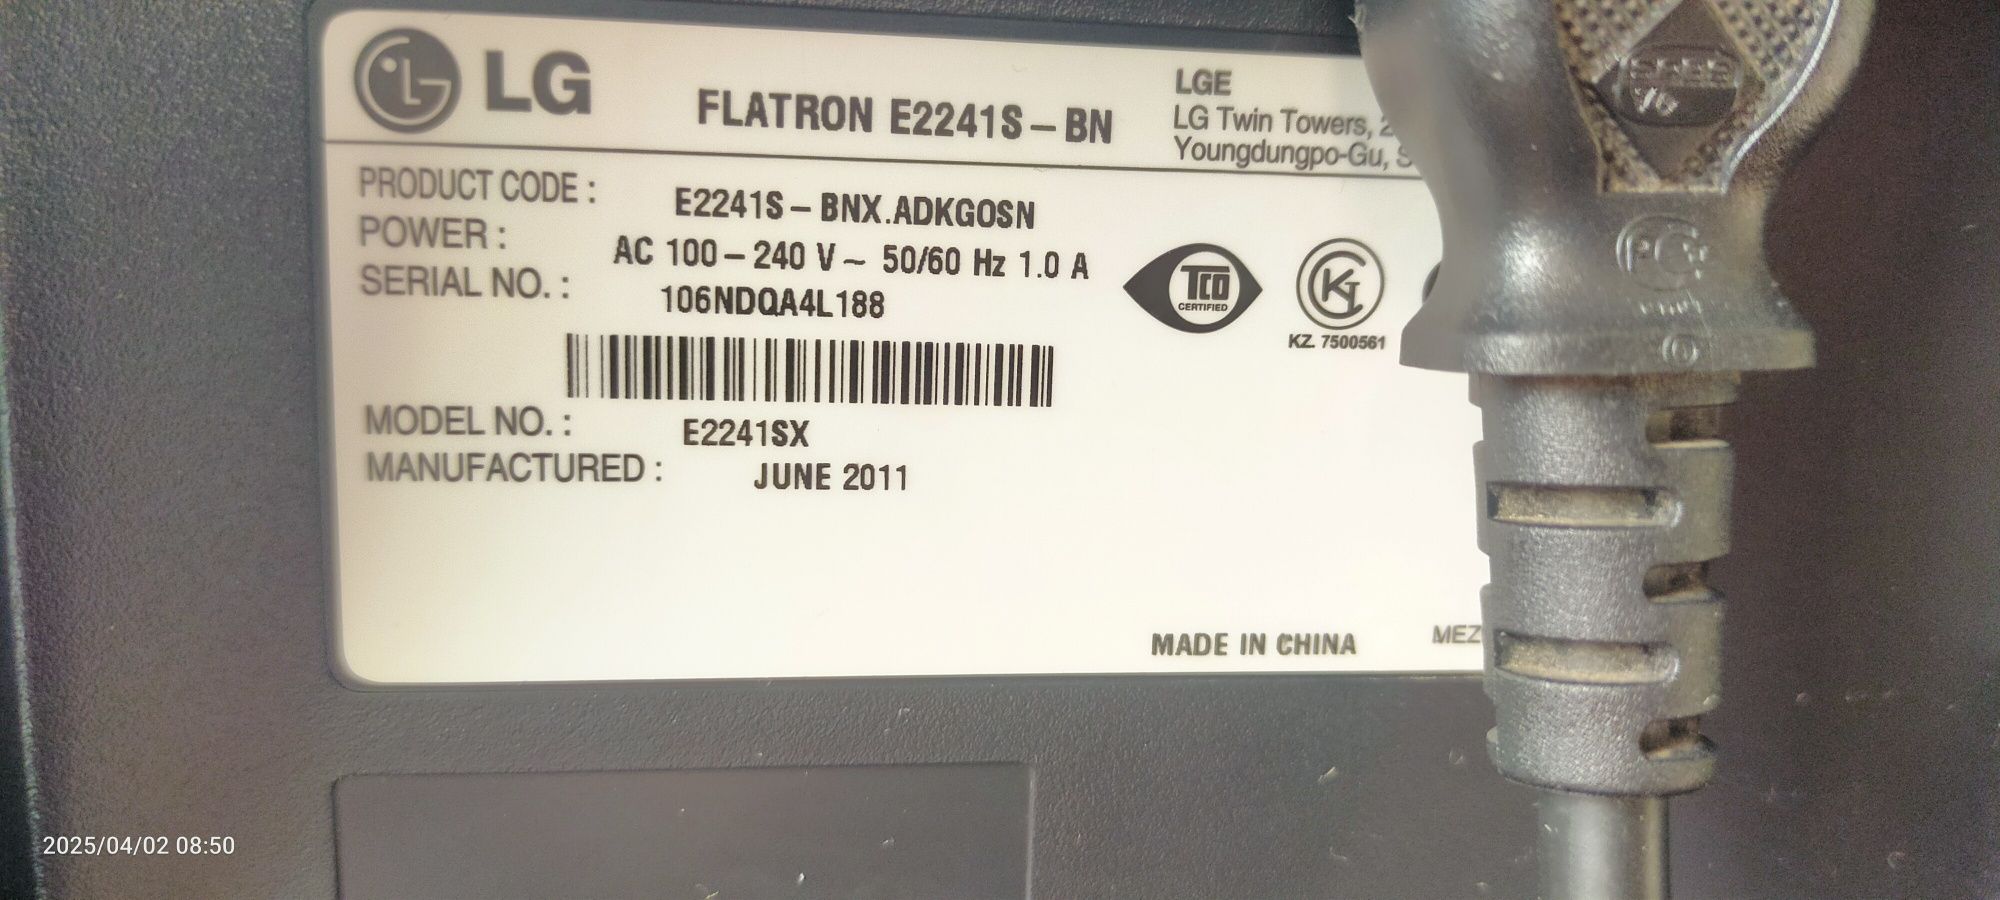 LG
FLATRON E2241S – BN
LGE
LG Twin Towers,
Youngdungpo-Gu,
PRODUCT CODE : E2241S – BNX.ADKGOSN
POWER : AC 100 – 240 V ~ 50/60 Hz 1.0 A
SERIAL NO. : 106NDQA4L188
TCO
CERTIFIED
KZ. 7500561
MODEL NO. : E2241SX
MANUFACTURED : JUNE 2011
MADE IN CHINA
2025/04/02 08:50